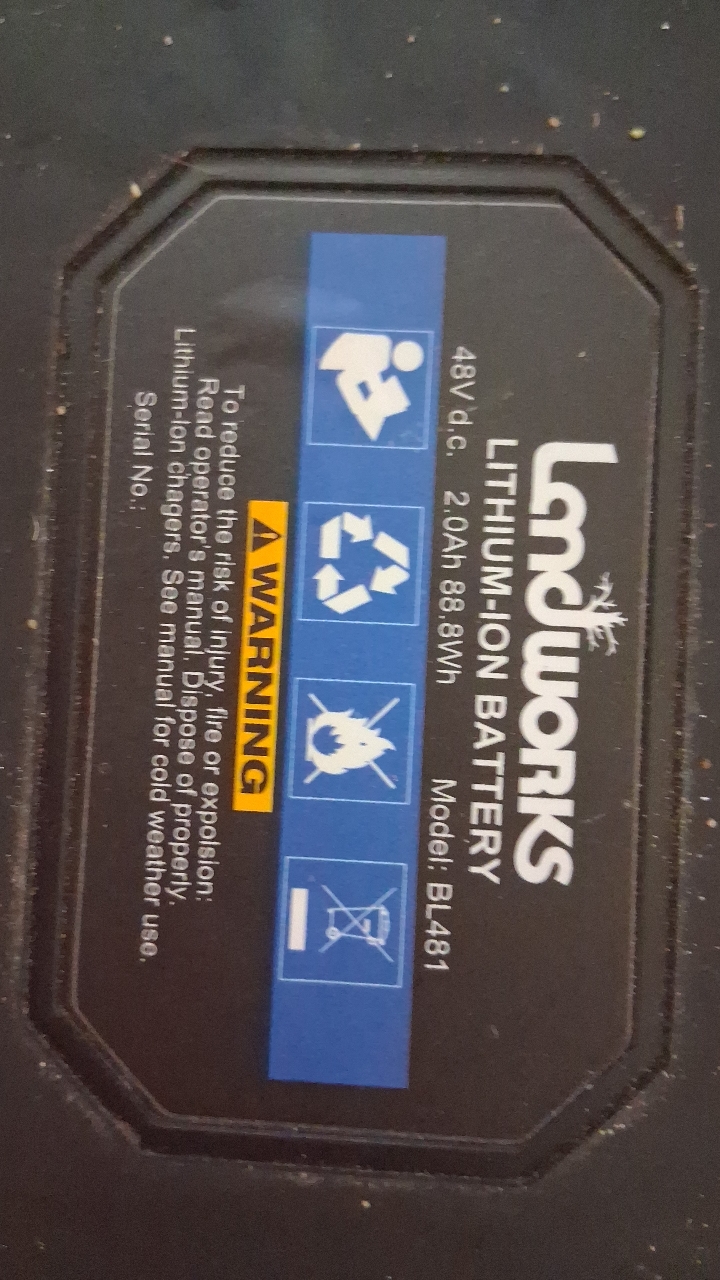 LandWORKS
LITHIUM-ION BATTERY
48V d.c. 2.0Ah 88.8Wh Model: BL481
WARNING
To reduce the risk of injury, fire or expolsion:
Read operator's manual. Dispose of properly.
Lithium-Ion chagers. See manual for cold weather use.
Serial No.: